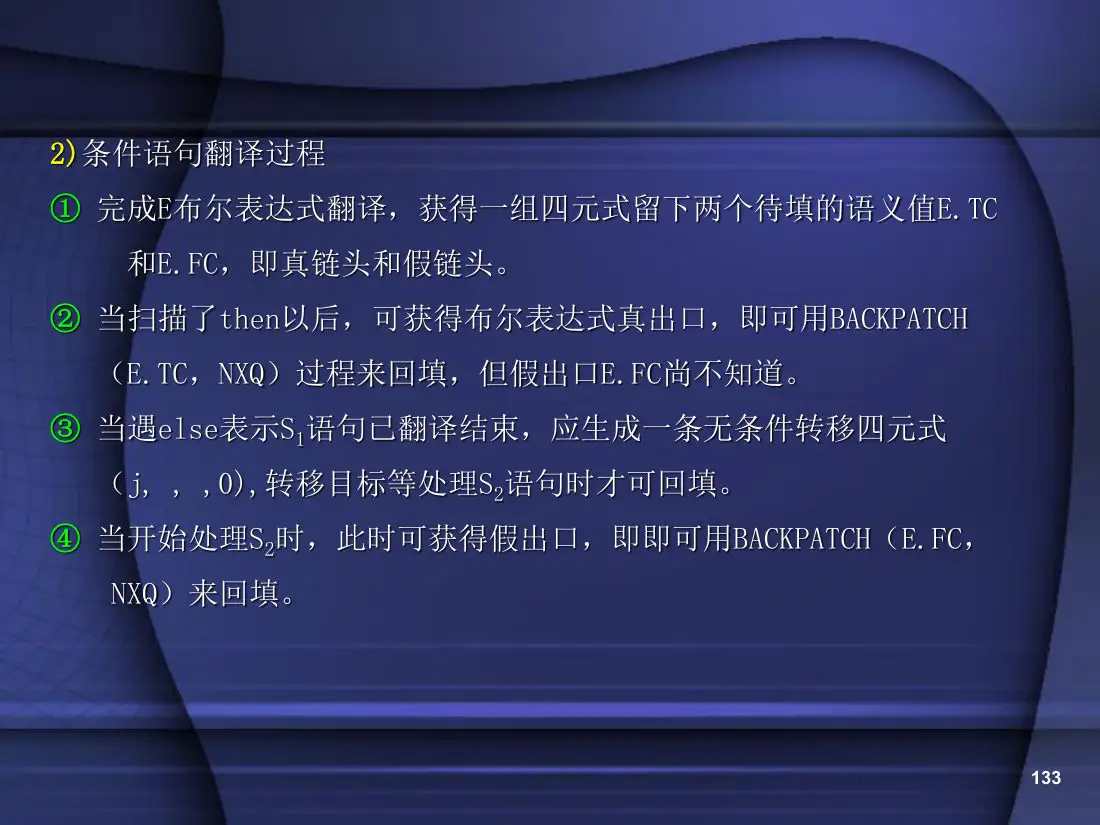 2)条件语句翻译过程
① 完成E布尔表达式翻译，获得一组四元式留下两个待填的语义值E.TC
和E.FC，即真链头和假链头。
② 当扫描了then以后，可获得布尔表达式真出口，即可用BACKPATCH
（E.TC，NXQ）过程来回填，但假出口E.FC尚不知道。
③ 当遇else表示S₁语句已翻译结束，应生成一条无条件转移四元式
（j, , ,0),转移目标等处理S₂语句时才可回填。
④ 当开始处理S₂时，此时可获得假出口，即即可用BACKPATCH（E.FC，
NXQ）来回填。
133